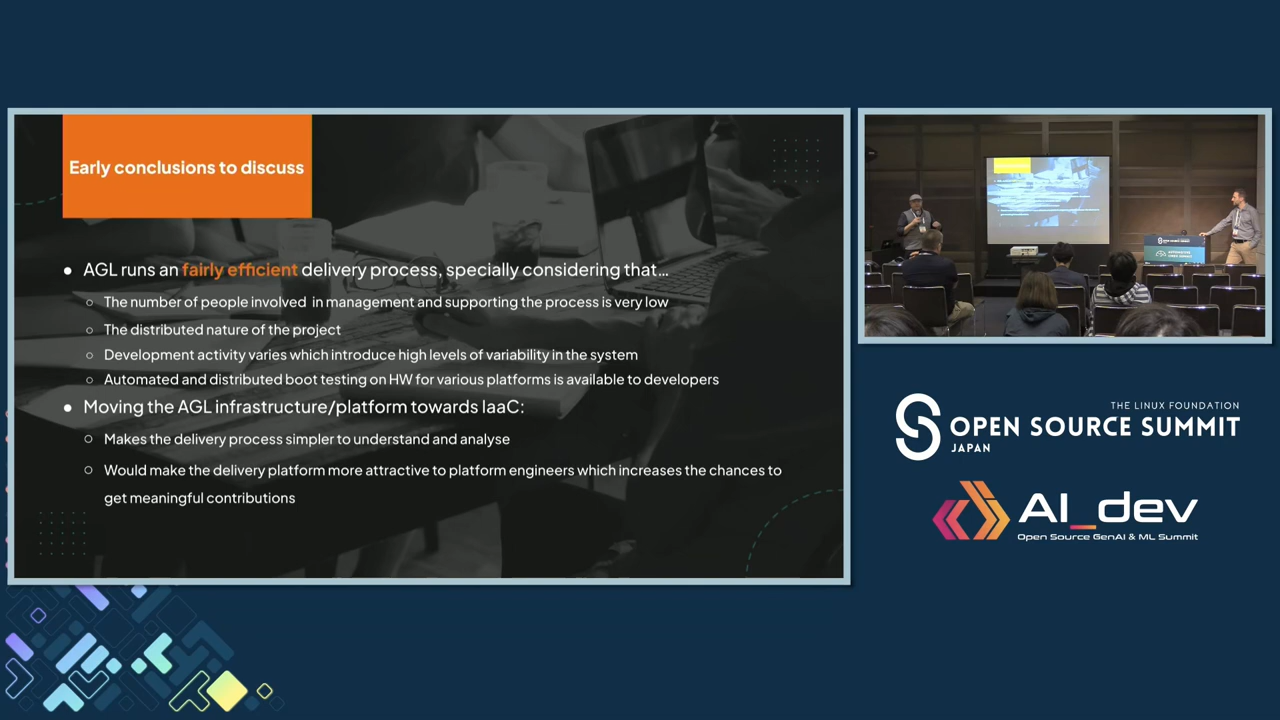 Early conclusions to discuss
AGL runs an fairly efficient delivery process, specially considering that...
The number of people involved in management and supporting the process is very low
The distributed nature of the project
Development activity varies which introduce high levels of variability in the system
Automated and distributed boot testing on HW for various platforms is available to developers
Moving the AGL infrastructure/platform towards IaaC:
Makes the delivery process simpler to understand and analyse
Would make the delivery platform more attractive to platform engineers which increases the chances to
get meaningful contributions
THE LINUX FOUNDATION
OPEN SOURCE SUMMIT
JAPAN
AI_dev
Open Source GenAI & ML Summit